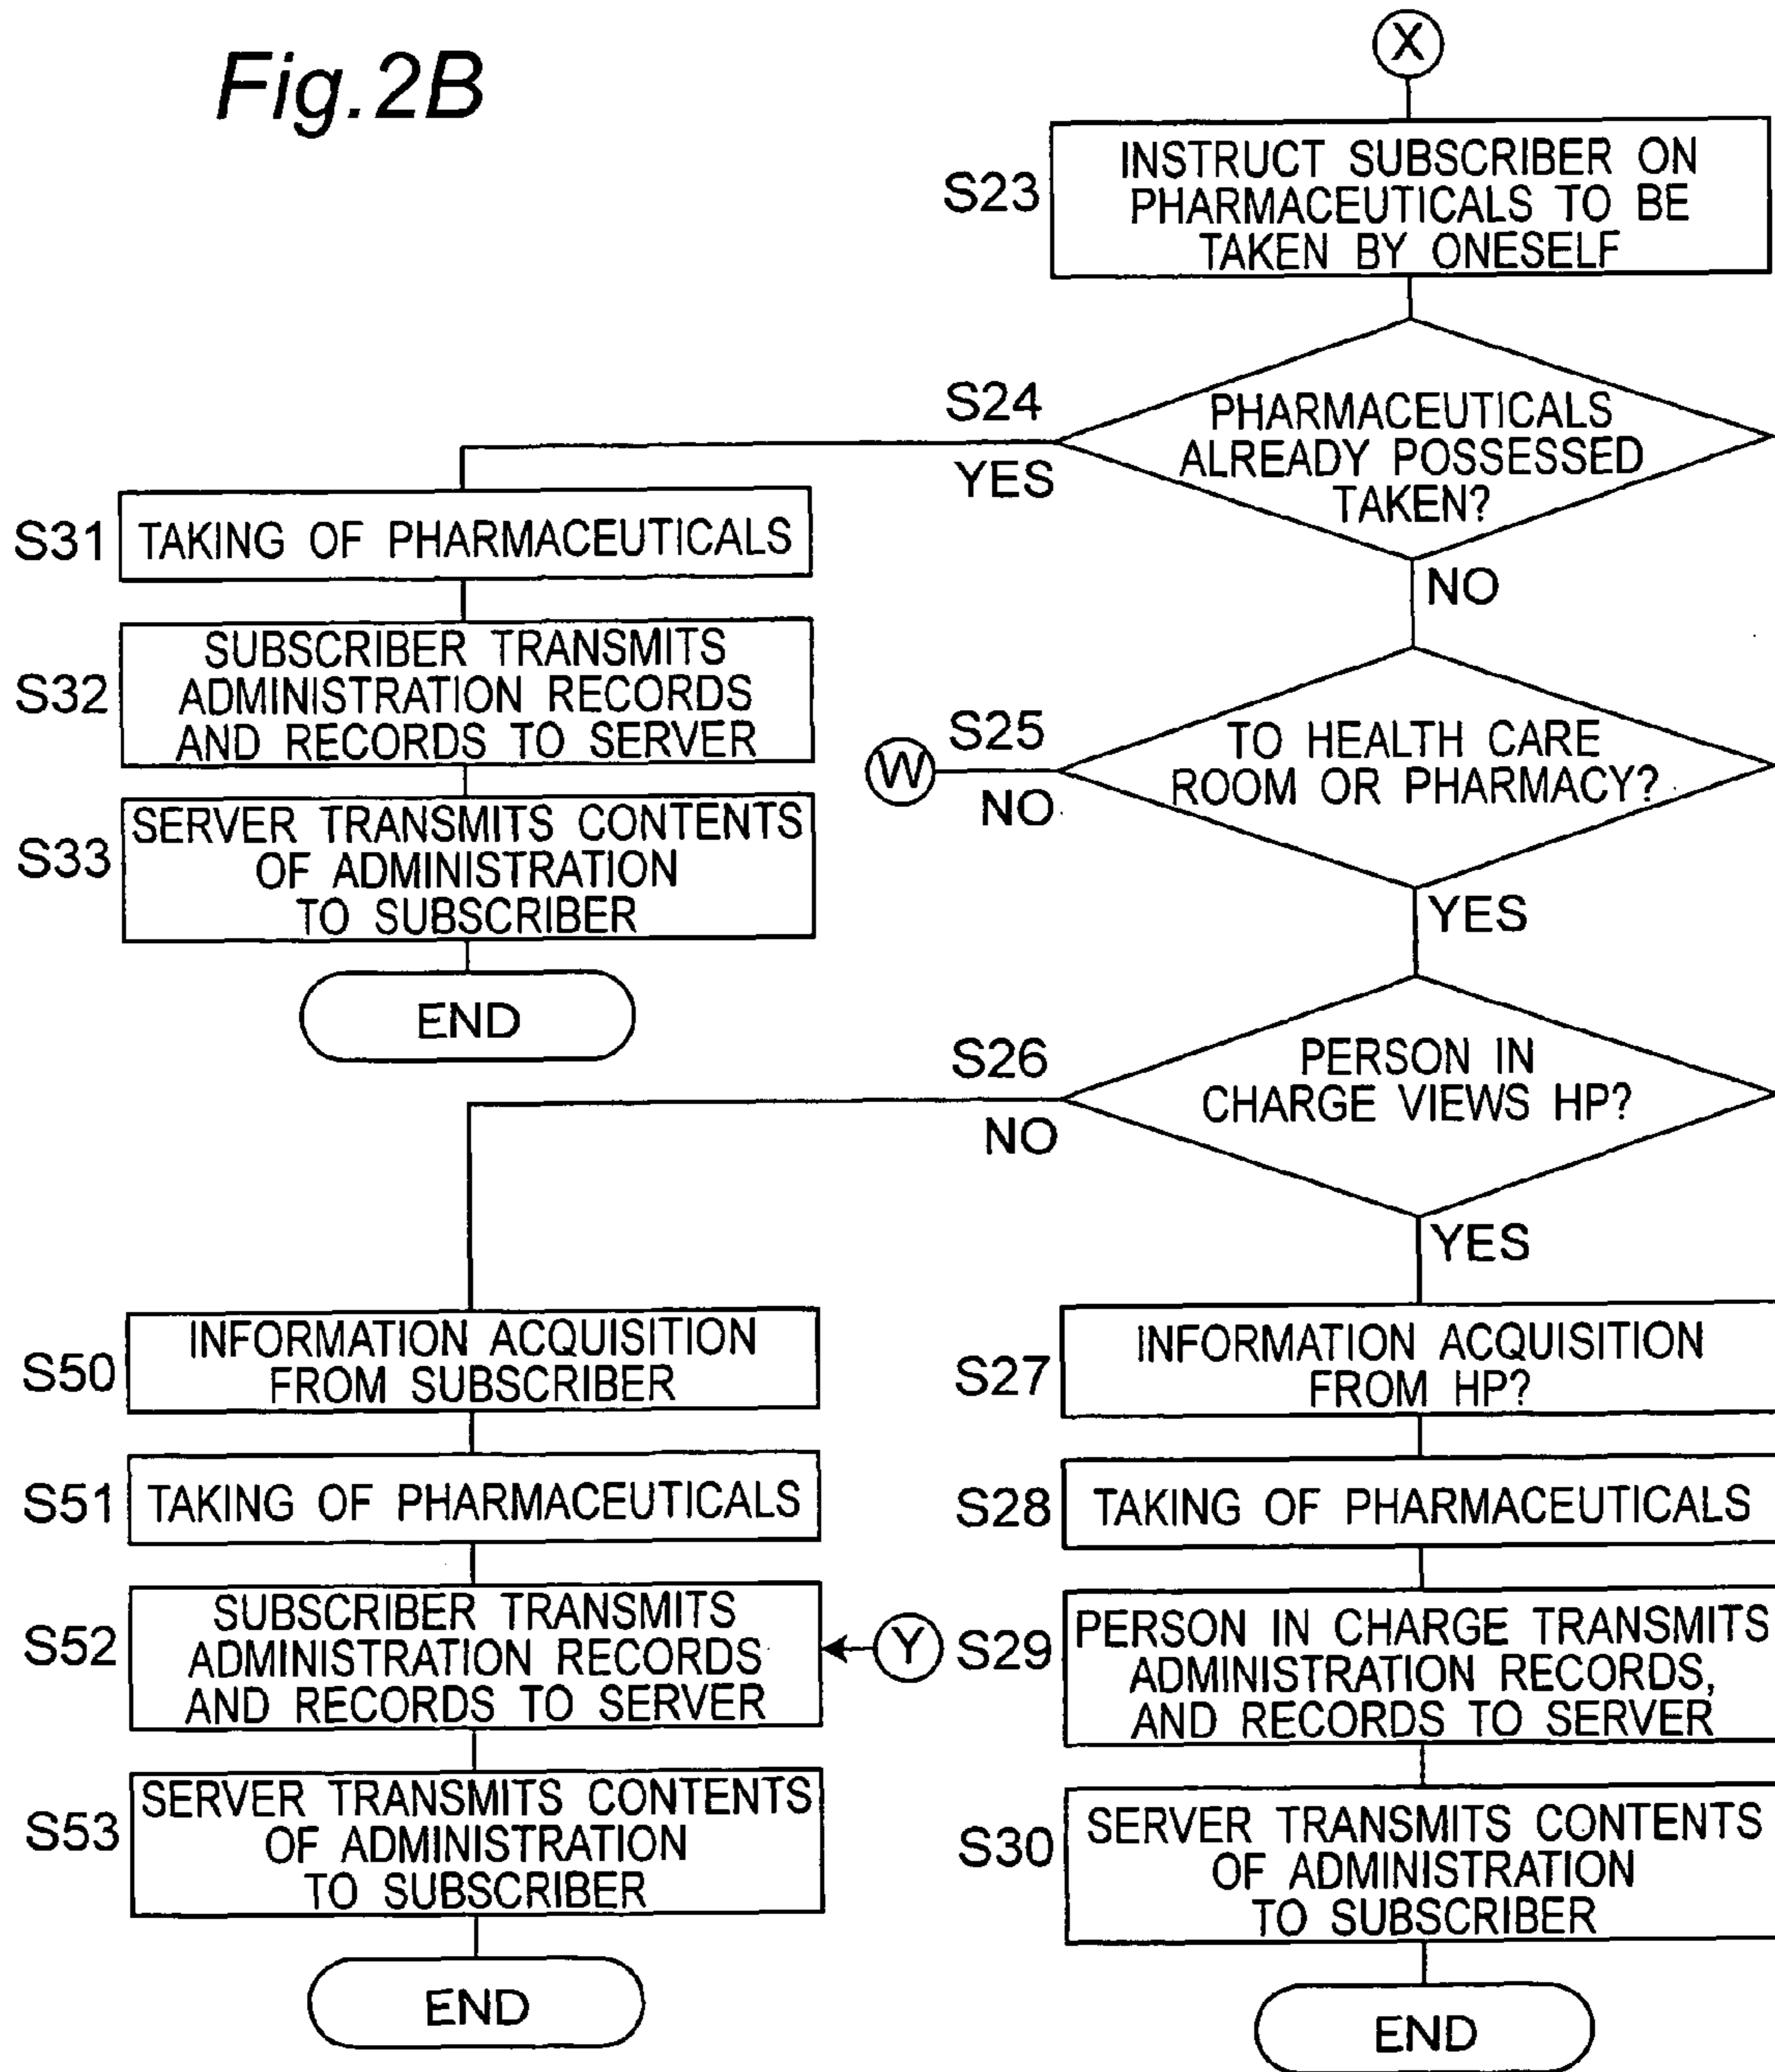 Fig.2B
X
S23
INSTRUCT SUBSCRIBER ON
PHARMACEUTICALS TO BE
TAKEN BY ONESELF
S24
PHARMACEUTICALS
ALREADY POSSESSED
TAKEN?
YES
NO
S31
TAKING OF PHARMACEUTICALS
S32
SUBSCRIBER TRANSMITS
ADMINISTRATION RECORDS
AND RECORDS TO SERVER
S33
SERVER TRANSMITS CONTENTS
OF ADMINISTRATION
TO SUBSCRIBER
END
S25
TO HEALTH CARE
ROOM OR PHARMACY?
W
NO
YES
S26
PERSON IN
CHARGE VIEWS HP?
NO
YES
S50
INFORMATION ACQUISITION
FROM SUBSCRIBER
S51
TAKING OF PHARMACEUTICALS
S52
SUBSCRIBER TRANSMITS
ADMINISTRATION RECORDS
AND RECORDS TO SERVER
Y
S53
SERVER TRANSMITS CONTENTS
OF ADMINISTRATION
TO SUBSCRIBER
END
S27
INFORMATION ACQUISITION
FROM HP?
S28
TAKING OF PHARMACEUTICALS
S29
PERSON IN CHARGE TRANSMITS
ADMINISTRATION RECORDS,
AND RECORDS TO SERVER
S30
SERVER TRANSMITS CONTENTS
OF ADMINISTRATION
TO SUBSCRIBER
END